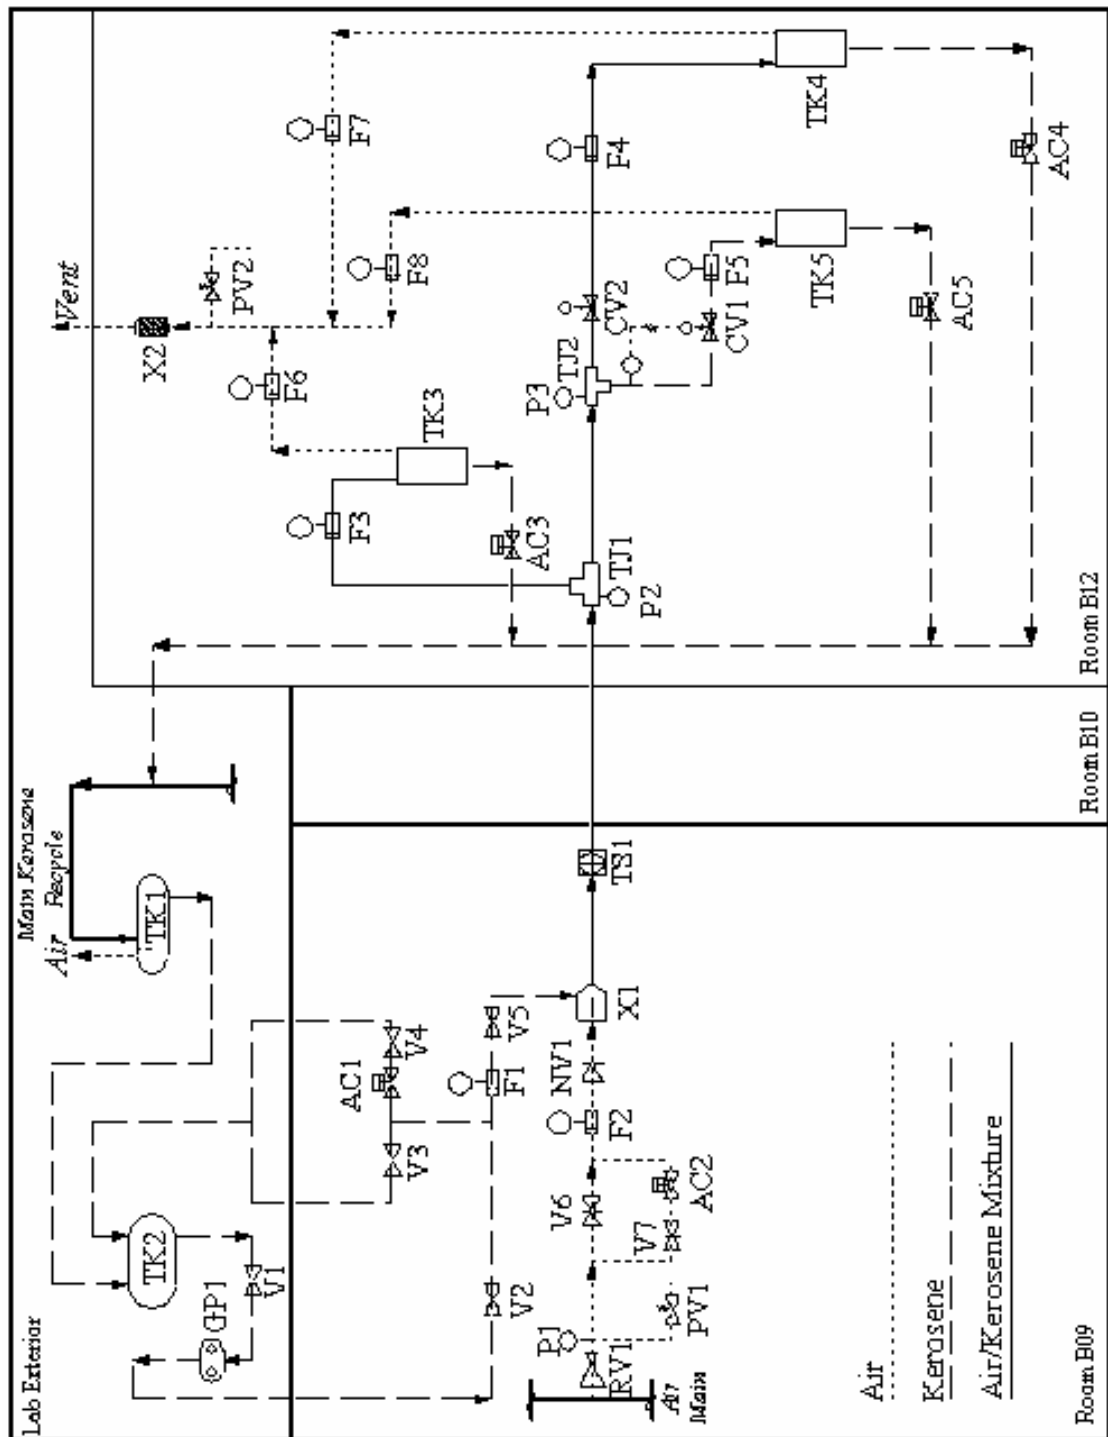 Lab Exterior
Main Kerosene
Recycle
Air
TK1
TK2
V1
GP1
Vent
X2
PV2
F7
F8
F6
F3
TK3
AC3
TJ1
P2
P3
TJ2
CV2
CV1
F4
F5
TK4
TK5
AC4
AC5
Room B12
Room B10
TS1
X1
V5
V4
AC1
V3
F1
V2
NV1
F2
V6
V7
AC2
P1
PV1
RV1
Air
Main
Air
Kerosene
Air/Kerosene Mixture
Room B09